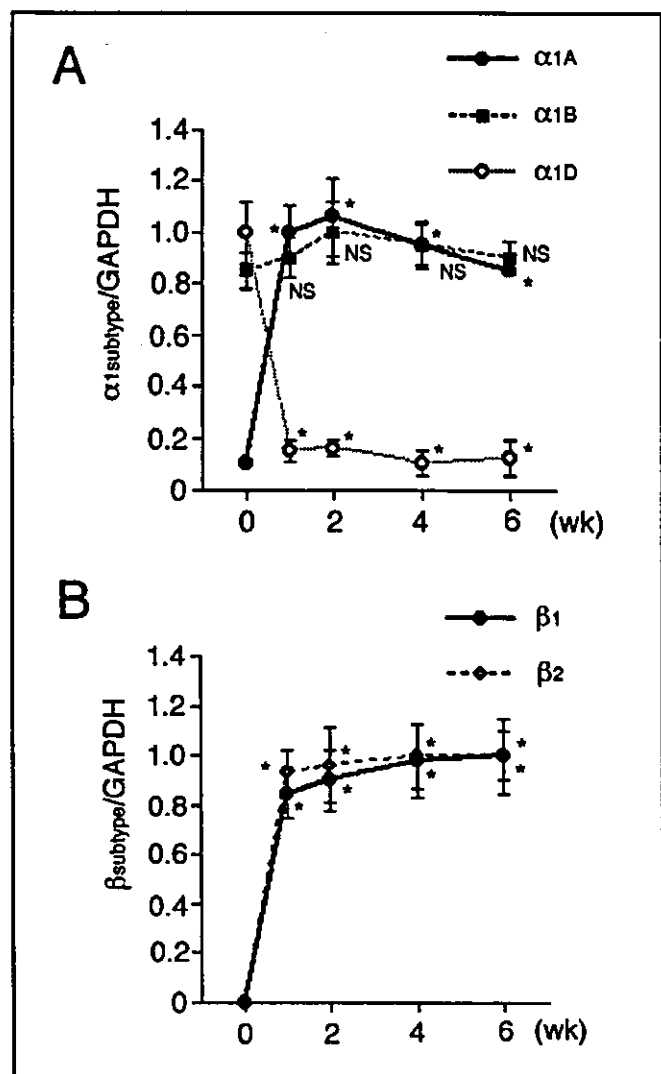 A
α1A
α1B
α1D
α1subtype/GAPDH
1.4
1.2
1.0
0.8
0.6
0.4
0.2
0
* * * *
NS NS NS NS
* * * *
0 2 4 6 (wk)
B
β1
β2
βsubtype/GAPDH
1.4
1.2
1.0
0.8
0.6
0.4
0.2
0
* * * *
* * * *
0 2 4 6 (wk)